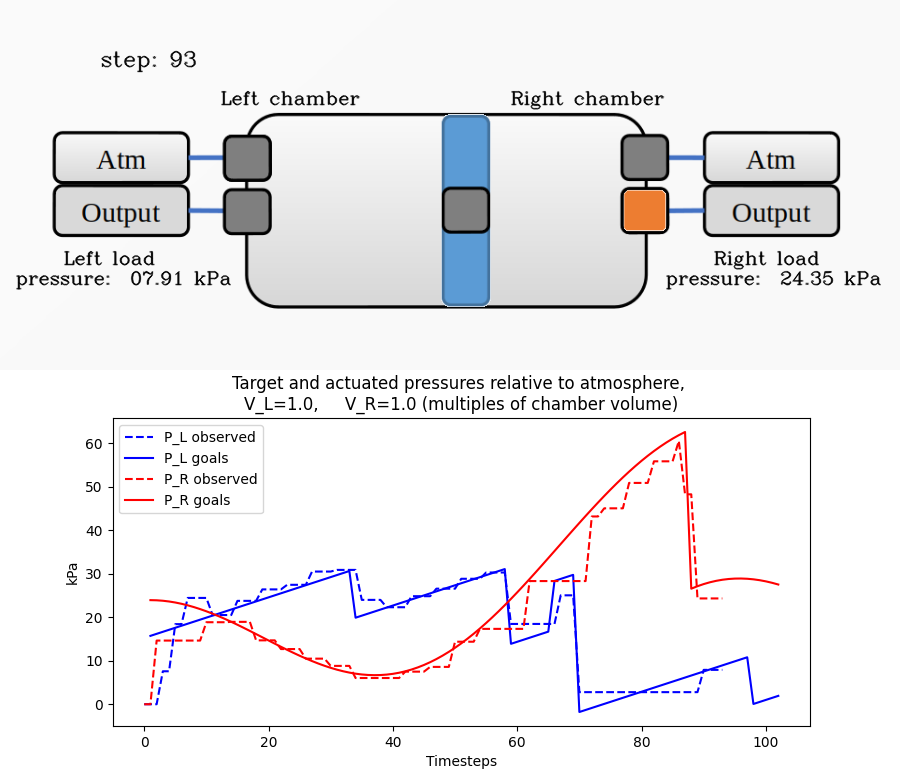 step: 93
Left chamber
Right chamber
Atm
Output
Atm
Output
Left load
pressure: 07.91 kPa
Right load
pressure: 24.35 kPa
Target and actuated pressures relative to atmosphere,
V_L=1.0, V_R=1.0 (multiples of chamber volume)
P_L observed
P_L goals
P_R observed
P_R goals
60
50
40
30
20
10
0
kPa
0 20 40 60 80 100
Timesteps